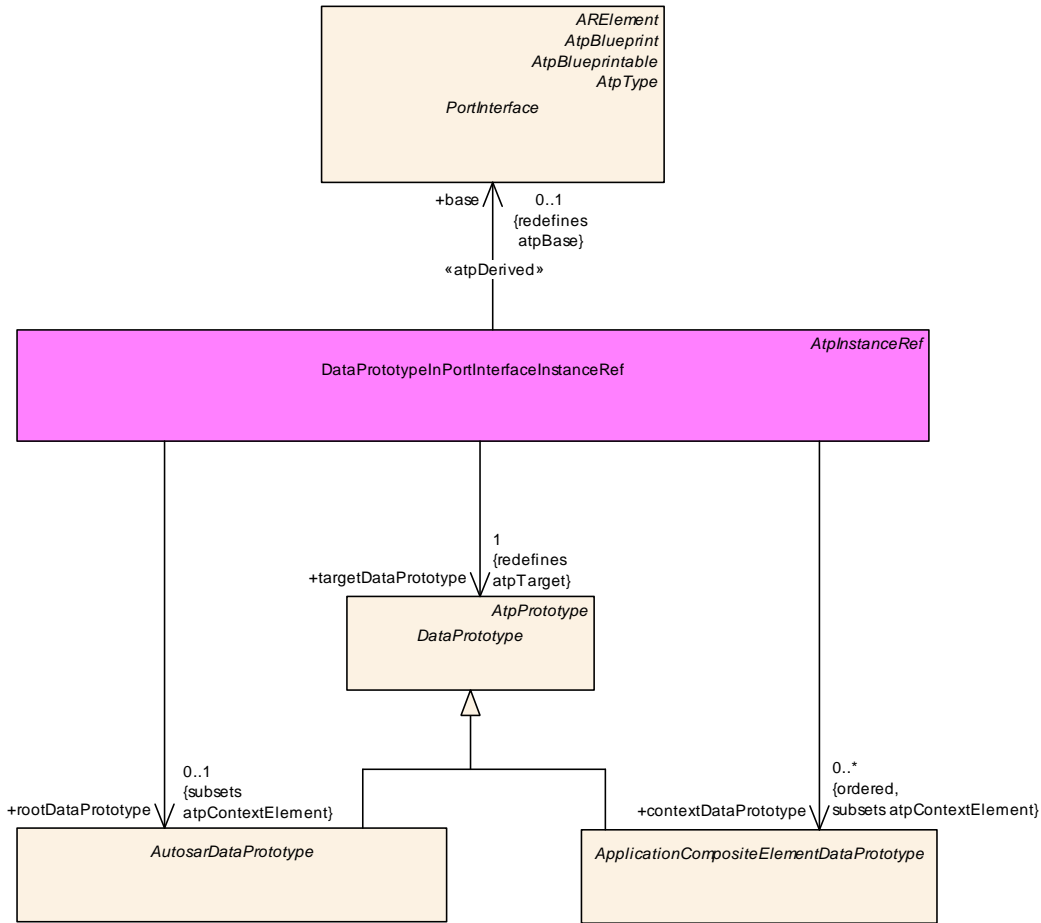 ARElement
AtpBlueprint
AtpBlueprintable
AtpType
PortInterface
+base
0..1
{redefines
atpBase}
«atpDerived»
AtpInstanceRef
DataPrototypeInPortInterfaceInstanceRef
1
{redefines
atpTarget}
+targetDataPrototype
AtpPrototype
DataPrototype
0..1
{subsets
atpContextElement}
+rootDataPrototype
0..*
{ordered,
subsets atpContextElement}
+contextDataPrototype
AutosarDataPrototype
ApplicationCompositeElementDataPrototype